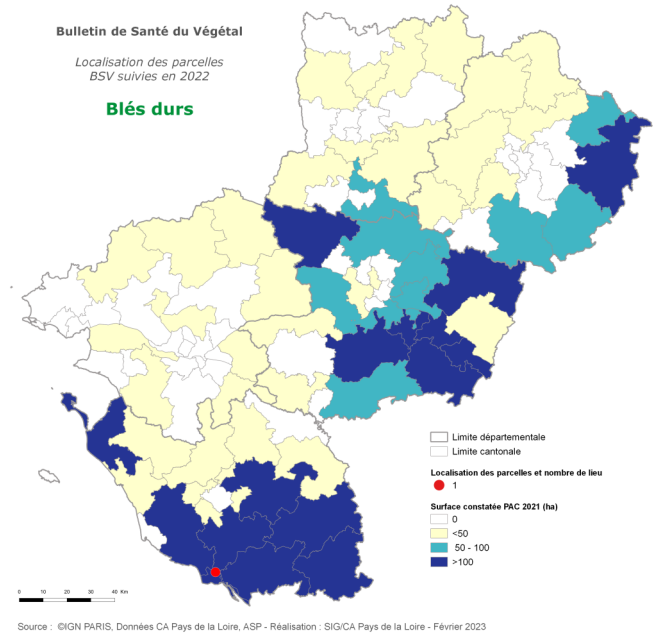 Bulletin de Santé du Végétal
Localisation des parcelles
BSV suivies en 2022
Blés durs
Limite départementale
Limite cantonale
Localisation des parcelles et nombre de lieu
1
Surface constatée PAC 2021 (ha)
0
<50
50 - 100
>100
0 10 20 30 40 Km
Source : ©IGN PARIS, Données CA Pays de la Loire, ASP - Réalisation : SIG/CA Pays de la Loire - Février 2023